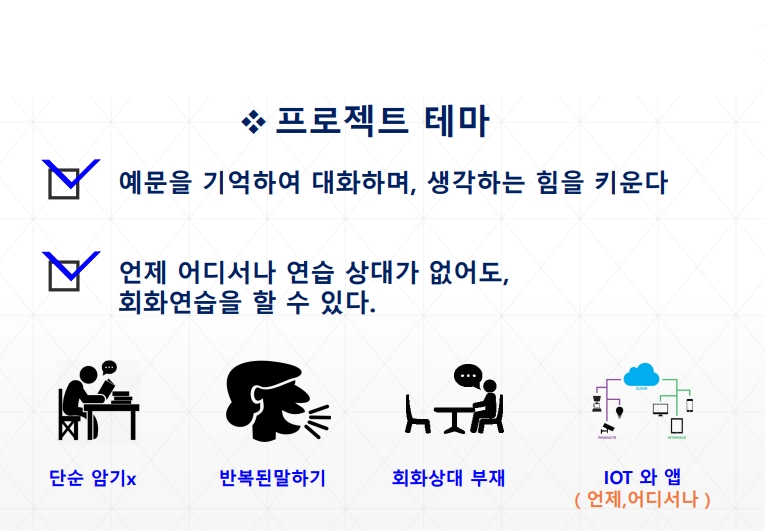 ❖ 프로젝트 테마
예문을 기억하여 대화하며, 생각하는 힘을 키운다
언제 어디서나 연습 상대가 없어도,
회화연습을 할 수 있다.
CLOUD
PRODUCTS
INTERFACE
단순 암기x
반복된말하기
회화상대 부재
IOT 와 앱
( 언제,어디서나 )